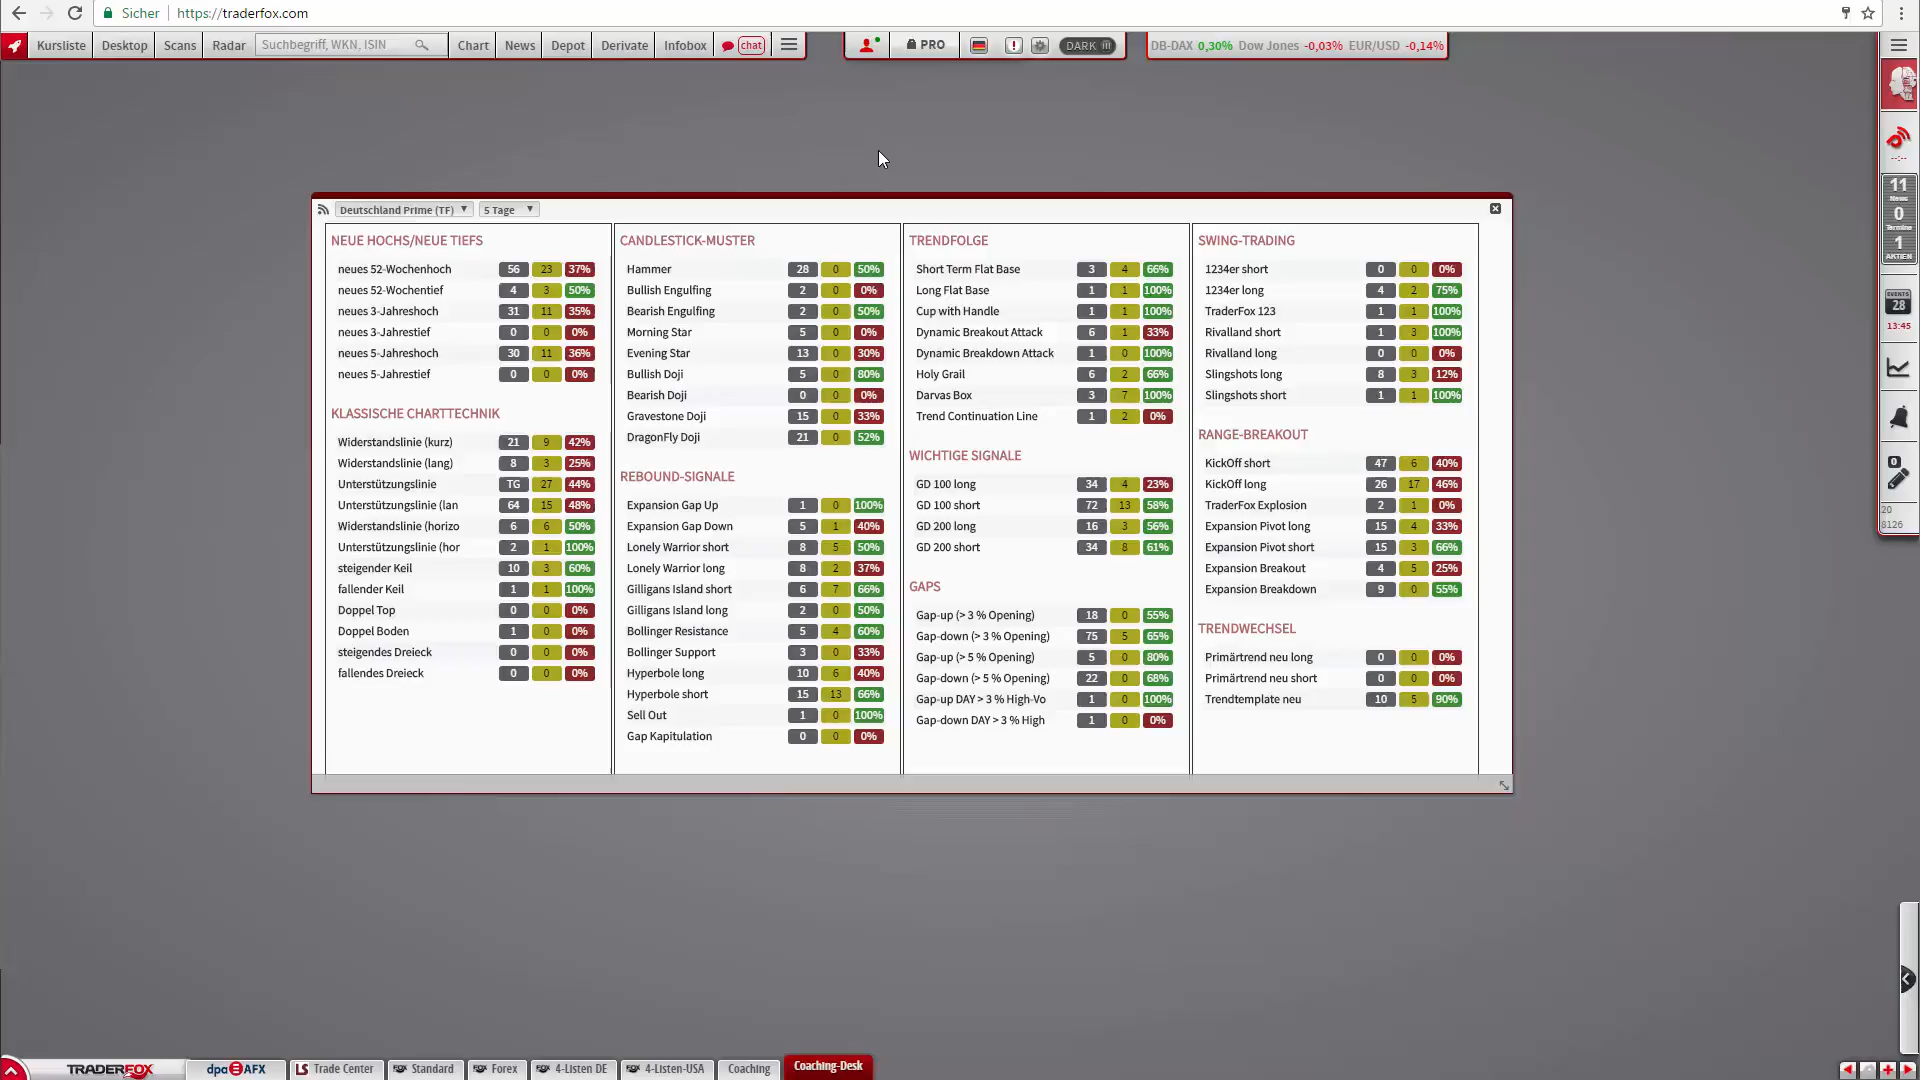 Sicher https://traderfox.com
Kursliste Desktop Scans Radar Suchbegriff, WKN, ISIN Chart News Depot Derivate Infobox chat PRO DARK DB-DAX 0,30% Dow Jones -0,03% EUR/USD -0,14%
Deutschland Prime (TF) 5 Tage
NEUE HOCHS/NEUE TIEFS
neues 52-Wochenhoch 56 23 37%
neues 52-Wochentief 4 3 50%
neues 3-Jahreshoch 31 11 35%
neues 3-Jahrestief 0 0 0%
neues 5-Jahreshoch 30 11 36%
neues 5-Jahrestief 0 0 0%
KLASSISCHE CHARTTECHNIK
Widerstandslinie (kurz) 21 9 42%
Widerstandslinie (lang) 8 3 25%
Unterstützungslinie TG 27 44%
Unterstützungslinie (lan 64 15 48%
Widerstandslinie (horizo 6 6 50%
Unterstützungslinie (hor 2 1 100%
steigender Keil 10 3 60%
fallender Keil 1 1 100%
Doppel Top 0 0 0%
Doppel Boden 1 0 0%
steigendes Dreieck 0 0 0%
fallendes Dreieck 0 0 0%
CANDLESTICK-MUSTER
Hammer 28 0 50%
Bullish Engulfing 2 0 0%
Bearish Engulfing 2 0 50%
Morning Star 5 0 0%
Evening Star 13 0 30%
Bullish Doji 5 0 80%
Bearish Doji 0 0 0%
Gravestone Doji 15 0 33%
DragonFly Doji 21 0 52%
REBOUND-SIGNALE
Expansion Gap Up 1 0 100%
Expansion Gap Down 5 1 40%
Lonely Warrior short 8 5 50%
Lonely Warrior long 8 2 37%
Gilligans Island short 6 7 66%
Gilligans Island long 2 0 50%
Bollinger Resistance 5 4 60%
Bollinger Support 3 0 33%
Hyperbole long 10 6 40%
Hyperbole short 15 13 66%
Sell Out 1 0 100%
Gap Kapitulation 0 0 0%
TRENDFOLGE
Short Term Flat Base 3 4 66%
Long Flat Base 1 1 100%
Cup with Handle 1 1 100%
Dynamic Breakout Attack 6 1 33%
Dynamic Breakdown Attack 1 0 100%
Holy Grail 6 2 66%
Darvas Box 3 7 100%
Trend Continuation Line 1 2 0%
WICHTIGE SIGNALE
GD 100 long 34 4 23%
GD 100 short 72 13 58%
GD 200 long 16 3 56%
GD 200 short 34 8 61%
GAPS
Gap-up (> 3 % Opening) 18 0 55%
Gap-down (> 3 % Opening) 75 5 65%
Gap-up (> 5 % Opening) 5 0 80%
Gap-down (> 5 % Opening) 22 0 68%
Gap-up DAY > 3 % High-Vo 1 0 100%
Gap-down DAY > 3 % High 1 0 0%
SWING-TRADING
1234er short 0 0 0%
1234er long 4 2 75%
TraderFox 123 1 1 100%
Rivalland short 1 3 100%
Rivalland long 0 0 0%
Slingshots long 8 3 12%
Slingshots short 1 1 100%
RANGE-BREAKOUT
KickOff short 47 6 40%
KickOff long 26 17 46%
TraderFox Explosion 2 1 0%
Expansion Pivot long 15 4 33%
Expansion Pivot short 15 3 66%
Expansion Breakout 4 5 25%
Expansion Breakdown 9 0 55%
TRENDWECHSEL
Primärtrend neu long 0 0 0%
Primärtrend neu short 0 0 0%
Trendtemplate neu 10 5 90%
--:--
11
News
0
Termine
1
AKTIEN
EVENTS
28
13:45
0
20
8126
TRADERFOX dpa AFX LS Trade Center Standard Forex 4-Listen DE 4-Listen-USA Coaching Coaching-Desk